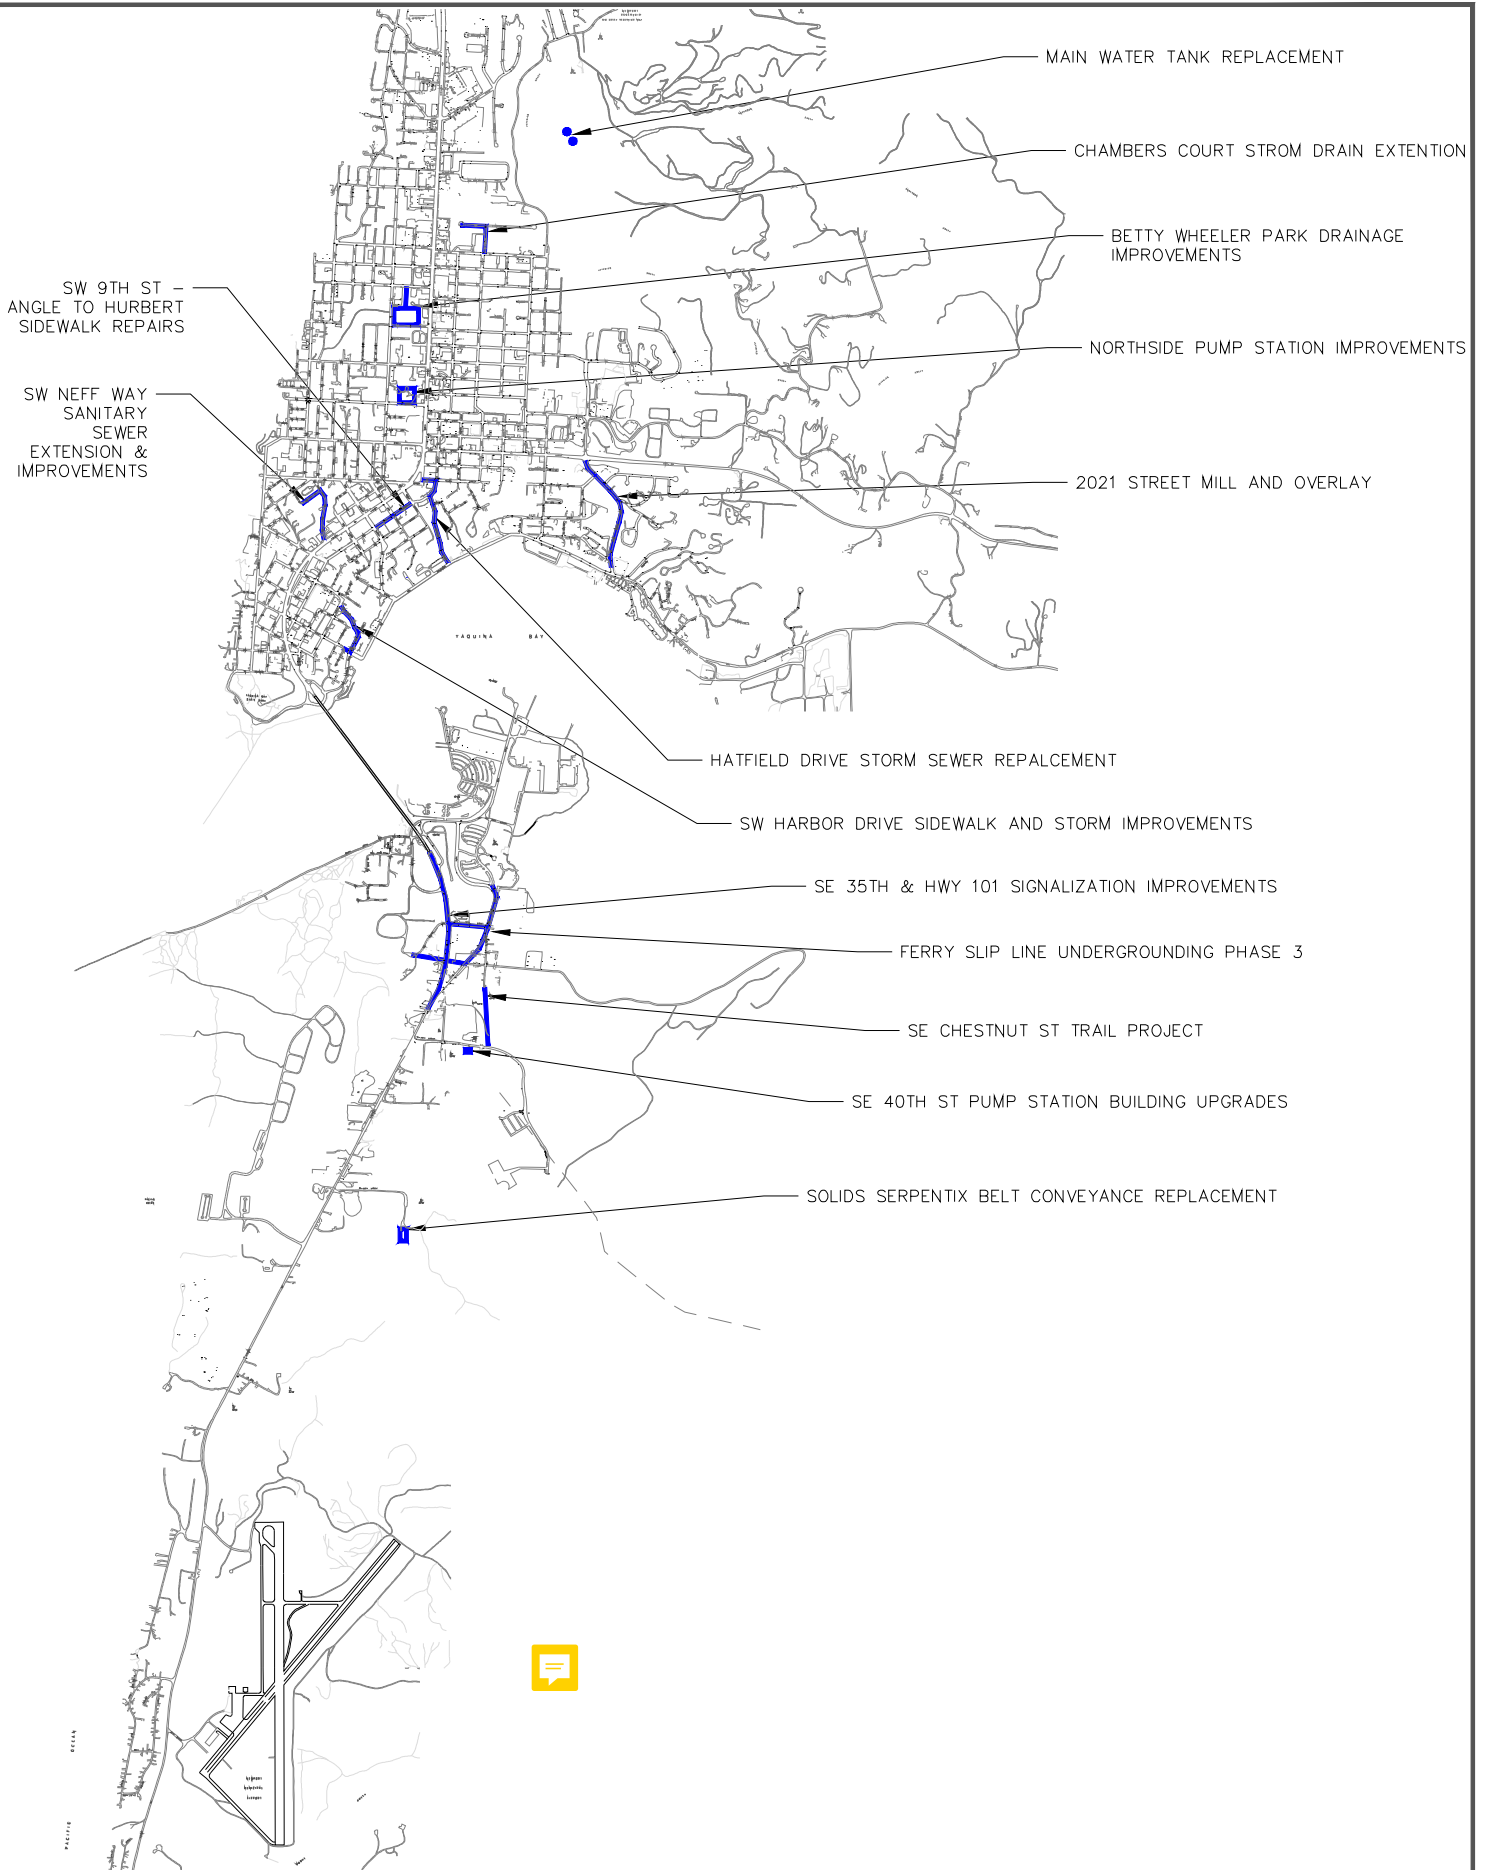 MAIN WATER TANK REPLACEMENT
CHAMBERS COURT STROM DRAIN EXTENTION
BETTY WHEELER PARK DRAINAGE
IMPROVEMENTS
SW 9TH ST –
ANGLE TO HURBERT
SIDEWALK REPAIRS
NORTHSIDE PUMP STATION IMPROVEMENTS
SW NEFF WAY
SANITARY
SEWER
EXTENSION &
IMPROVEMENTS
2021 STREET MILL AND OVERLAY
YAQUINA BAY
HATFIELD DRIVE STORM SEWER REPALCEMENT
SW HARBOR DRIVE SIDEWALK AND STORM IMPROVEMENTS
SE 35TH & HWY 101 SIGNALIZATION IMPROVEMENTS
FERRY SLIP LINE UNDERGROUNDING PHASE 3
SE CHESTNUT ST TRAIL PROJECT
SE 40TH ST PUMP STATION BUILDING UPGRADES
SOLIDS SERPENTIX BELT CONVEYANCE REPLACEMENT
PACIFIC OCEAN